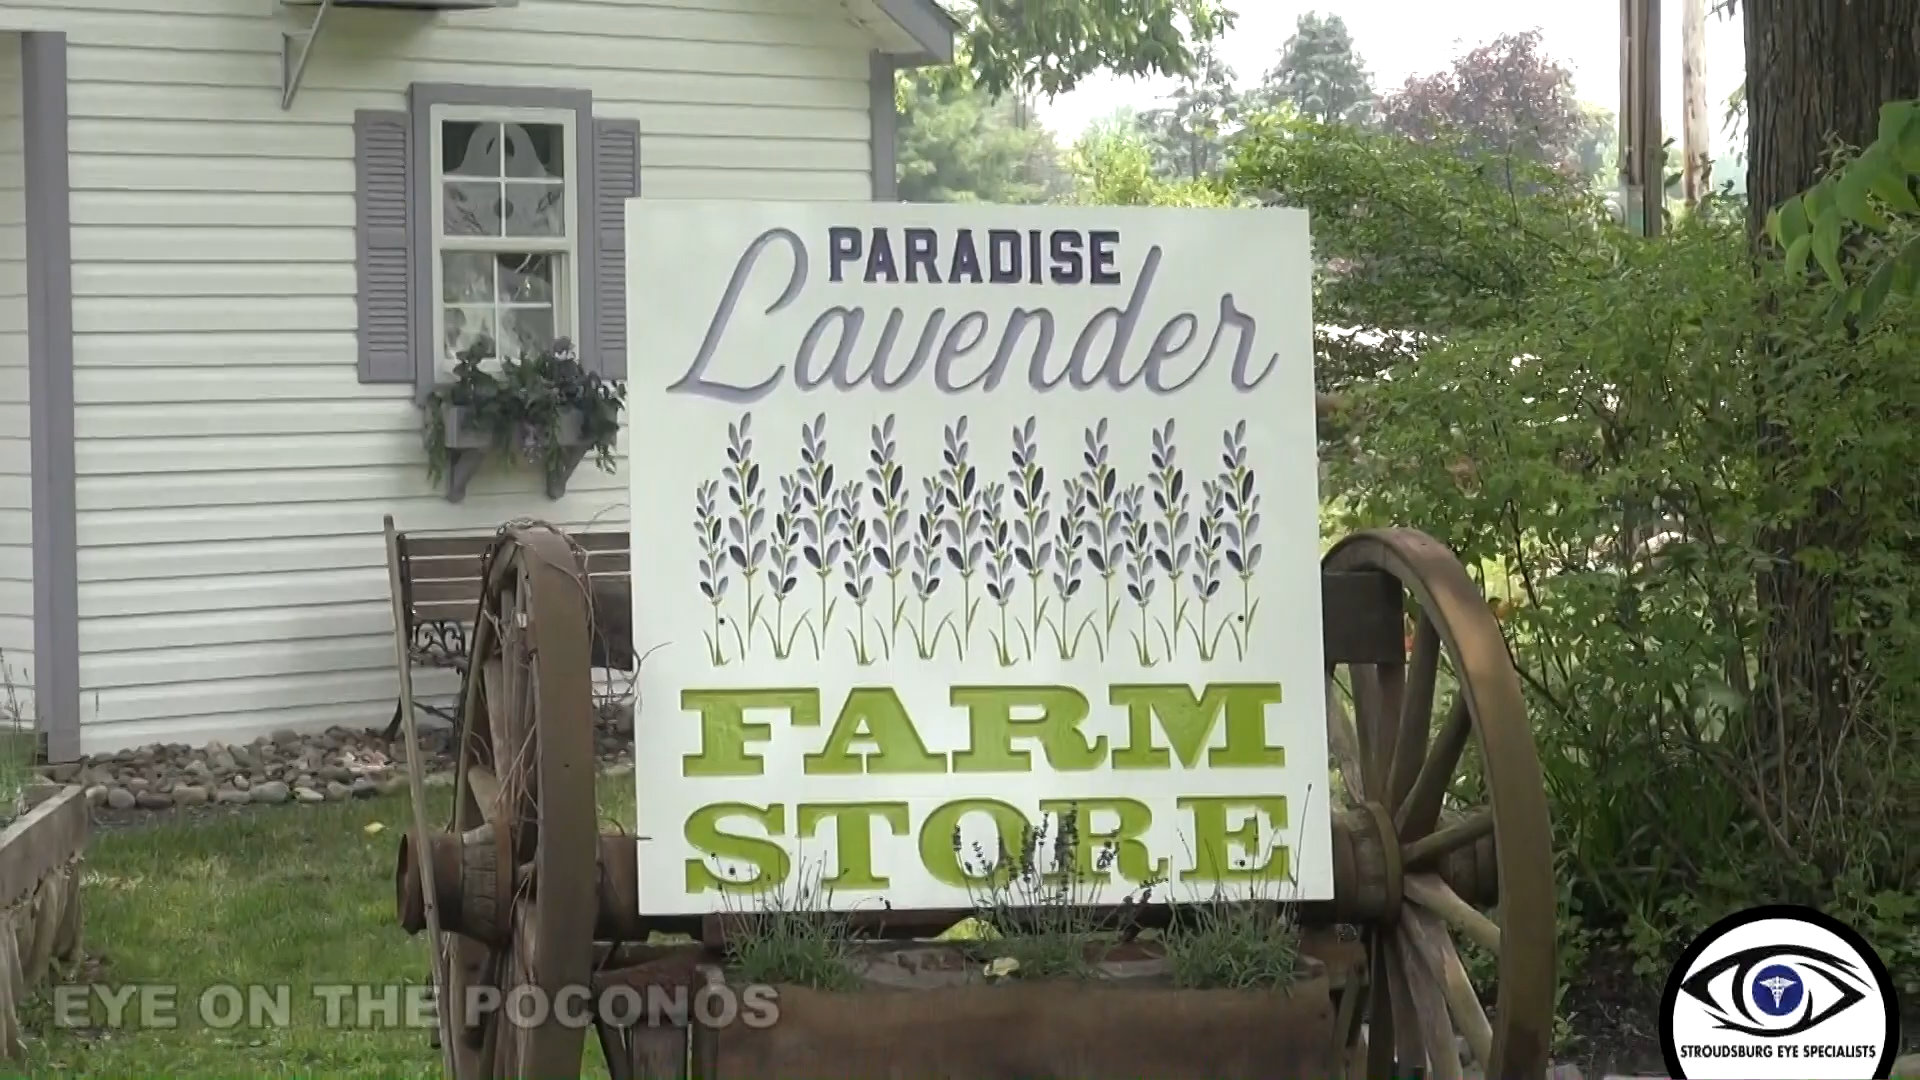 PARADISE
Lavender
FARM
STORE
EYE ON THE POCONOS
STROUDSBURG EYE SPECIALISTS